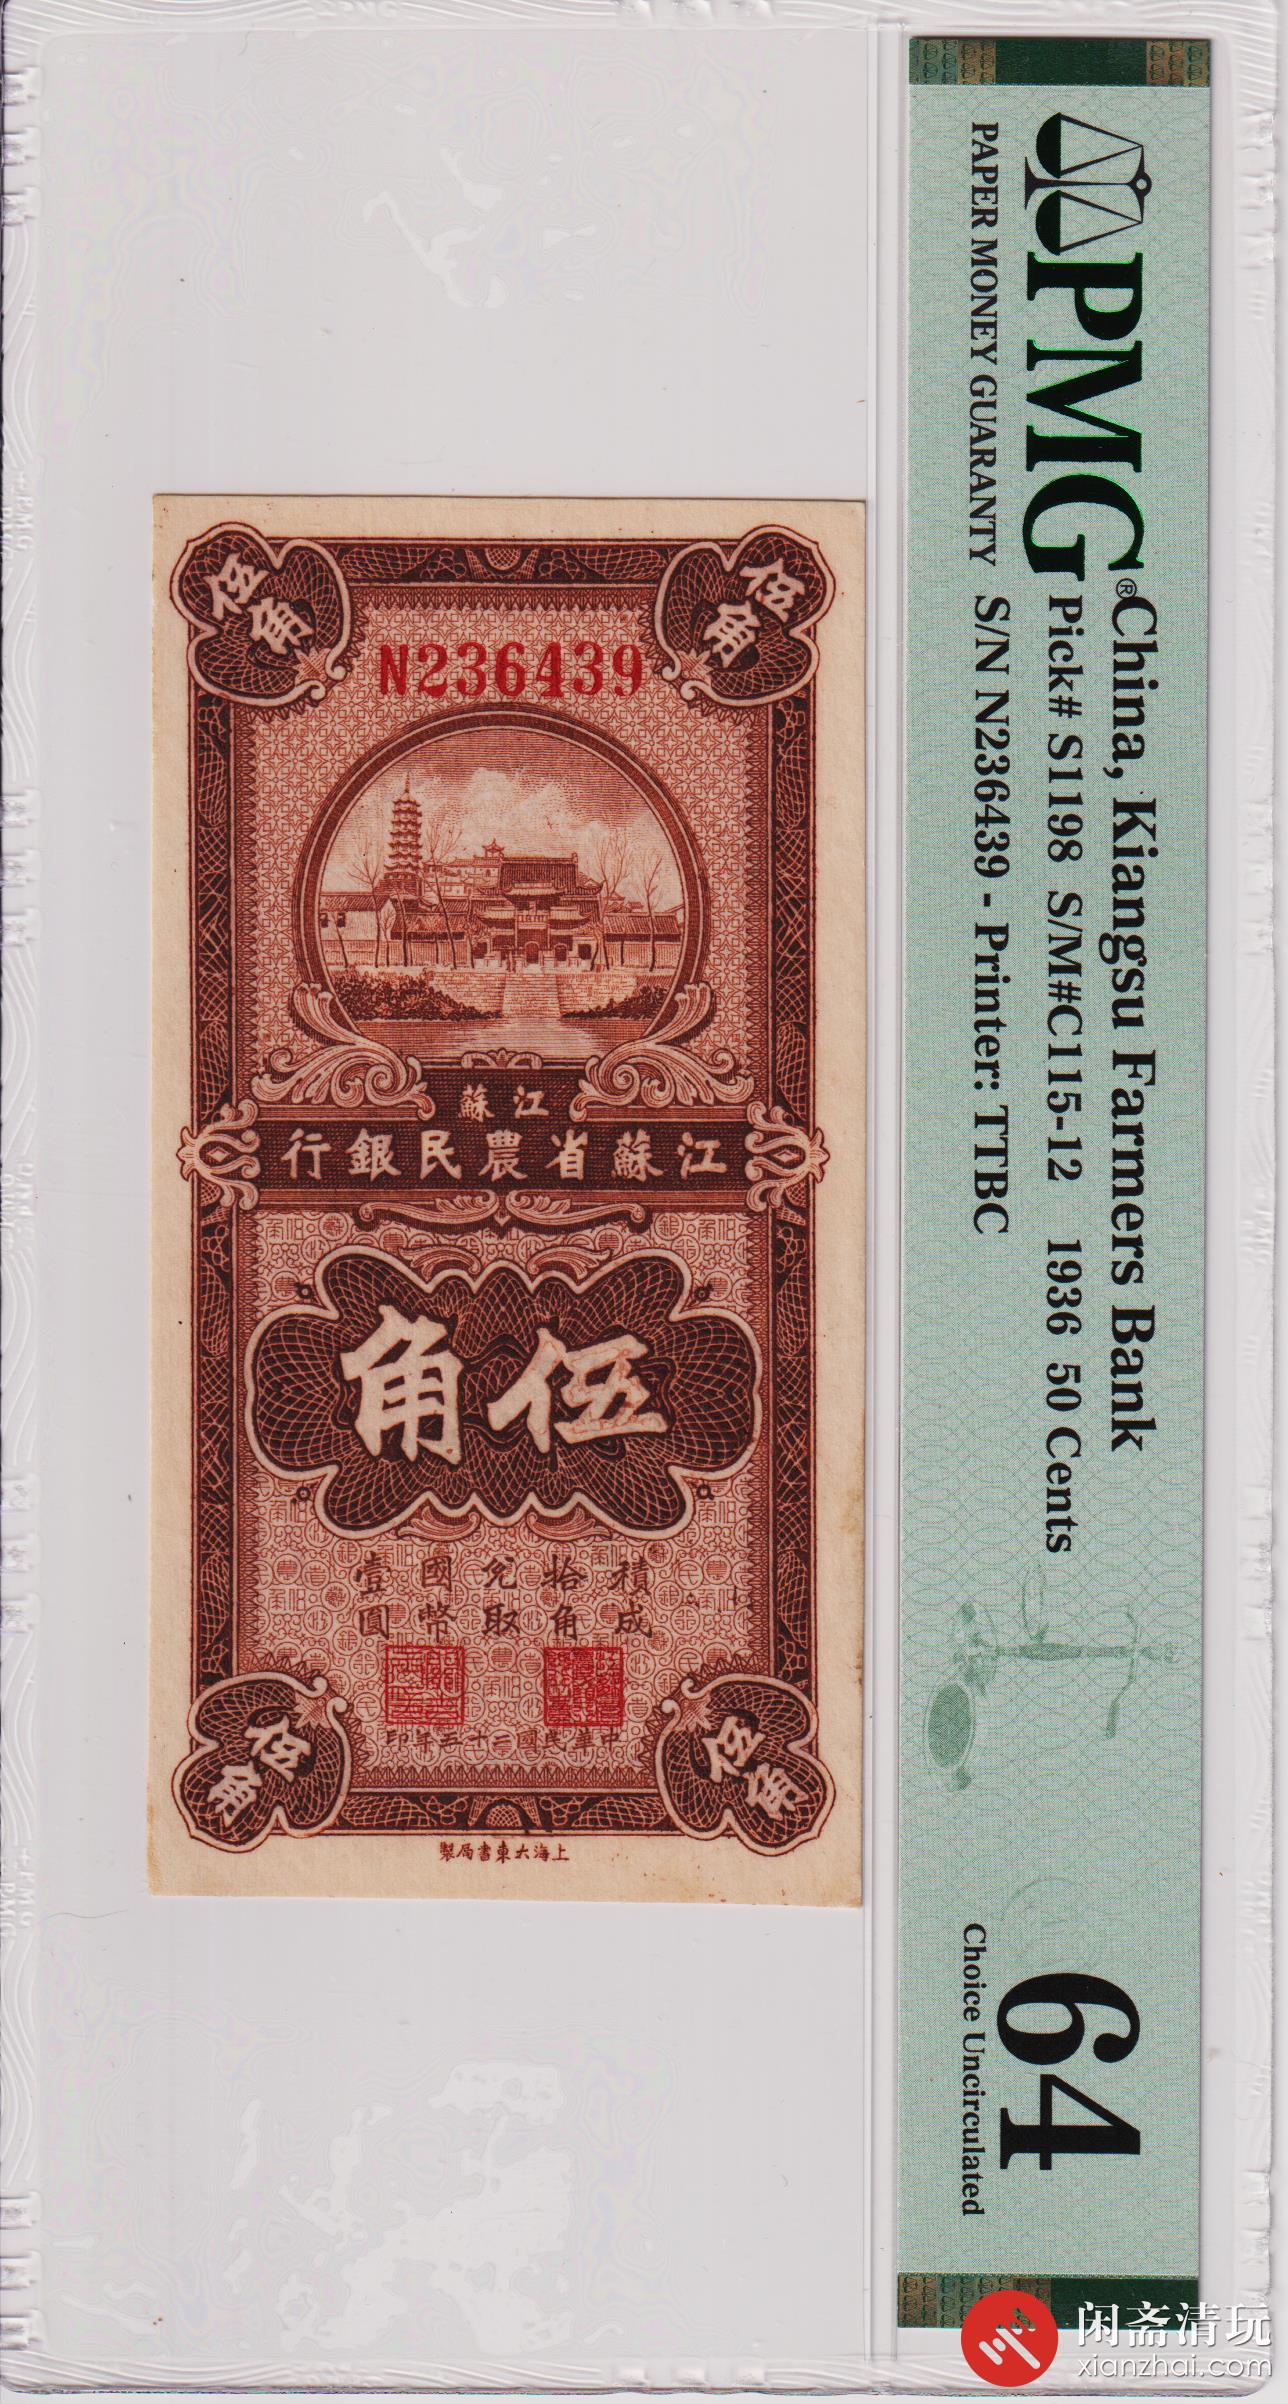 PMG®
PAPER MONEY GUARANTY
China, Kiangsu Farmers Bank
Pick# S1198 S/M#C115-12 1936 50 Cents
S/N N236439 - Printer: TTBC
64
Choice Uncirculated
伍角
伍角
N236439
江蘇
江蘇省農民銀行
伍角
積成拾角兌取國幣壹圓
中華民國二十五年印
伍角
伍角
上海大東書局製
闲斋清玩
xianzhai.com